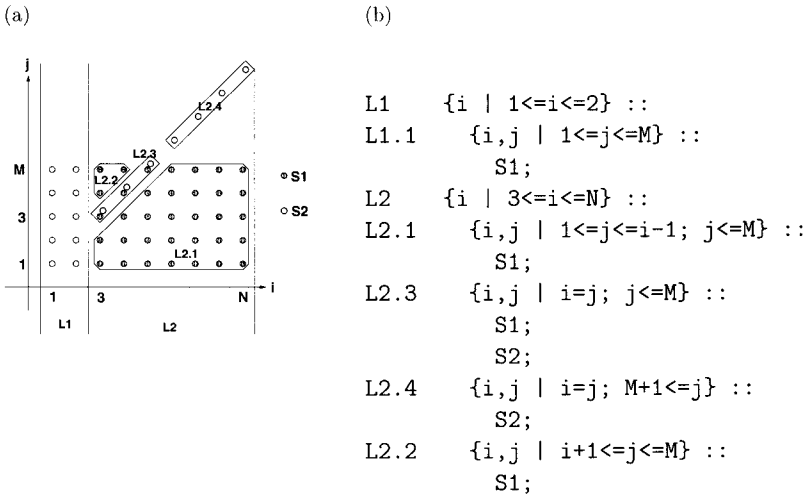 (a)
j
L2.4
L2.3
M
L2.2
S1
3
S2
L2.1
1
i
1
3
N
L1
L2
(b)
L1 {i | 1<=i<=2} ::
L1.1 {i,j | 1<=j<=M} ::
S1;
L2 {i | 3<=i<=N} ::
L2.1 {i,j | 1<=j<=i-1; j<=M} ::
S1;
L2.3 {i,j | i=j; j<=M} ::
S1;
S2;
L2.4 {i,j | i=j; M+1<=j} ::
S2;
L2.2 {i,j | i+1<=j<=M} ::
S1;